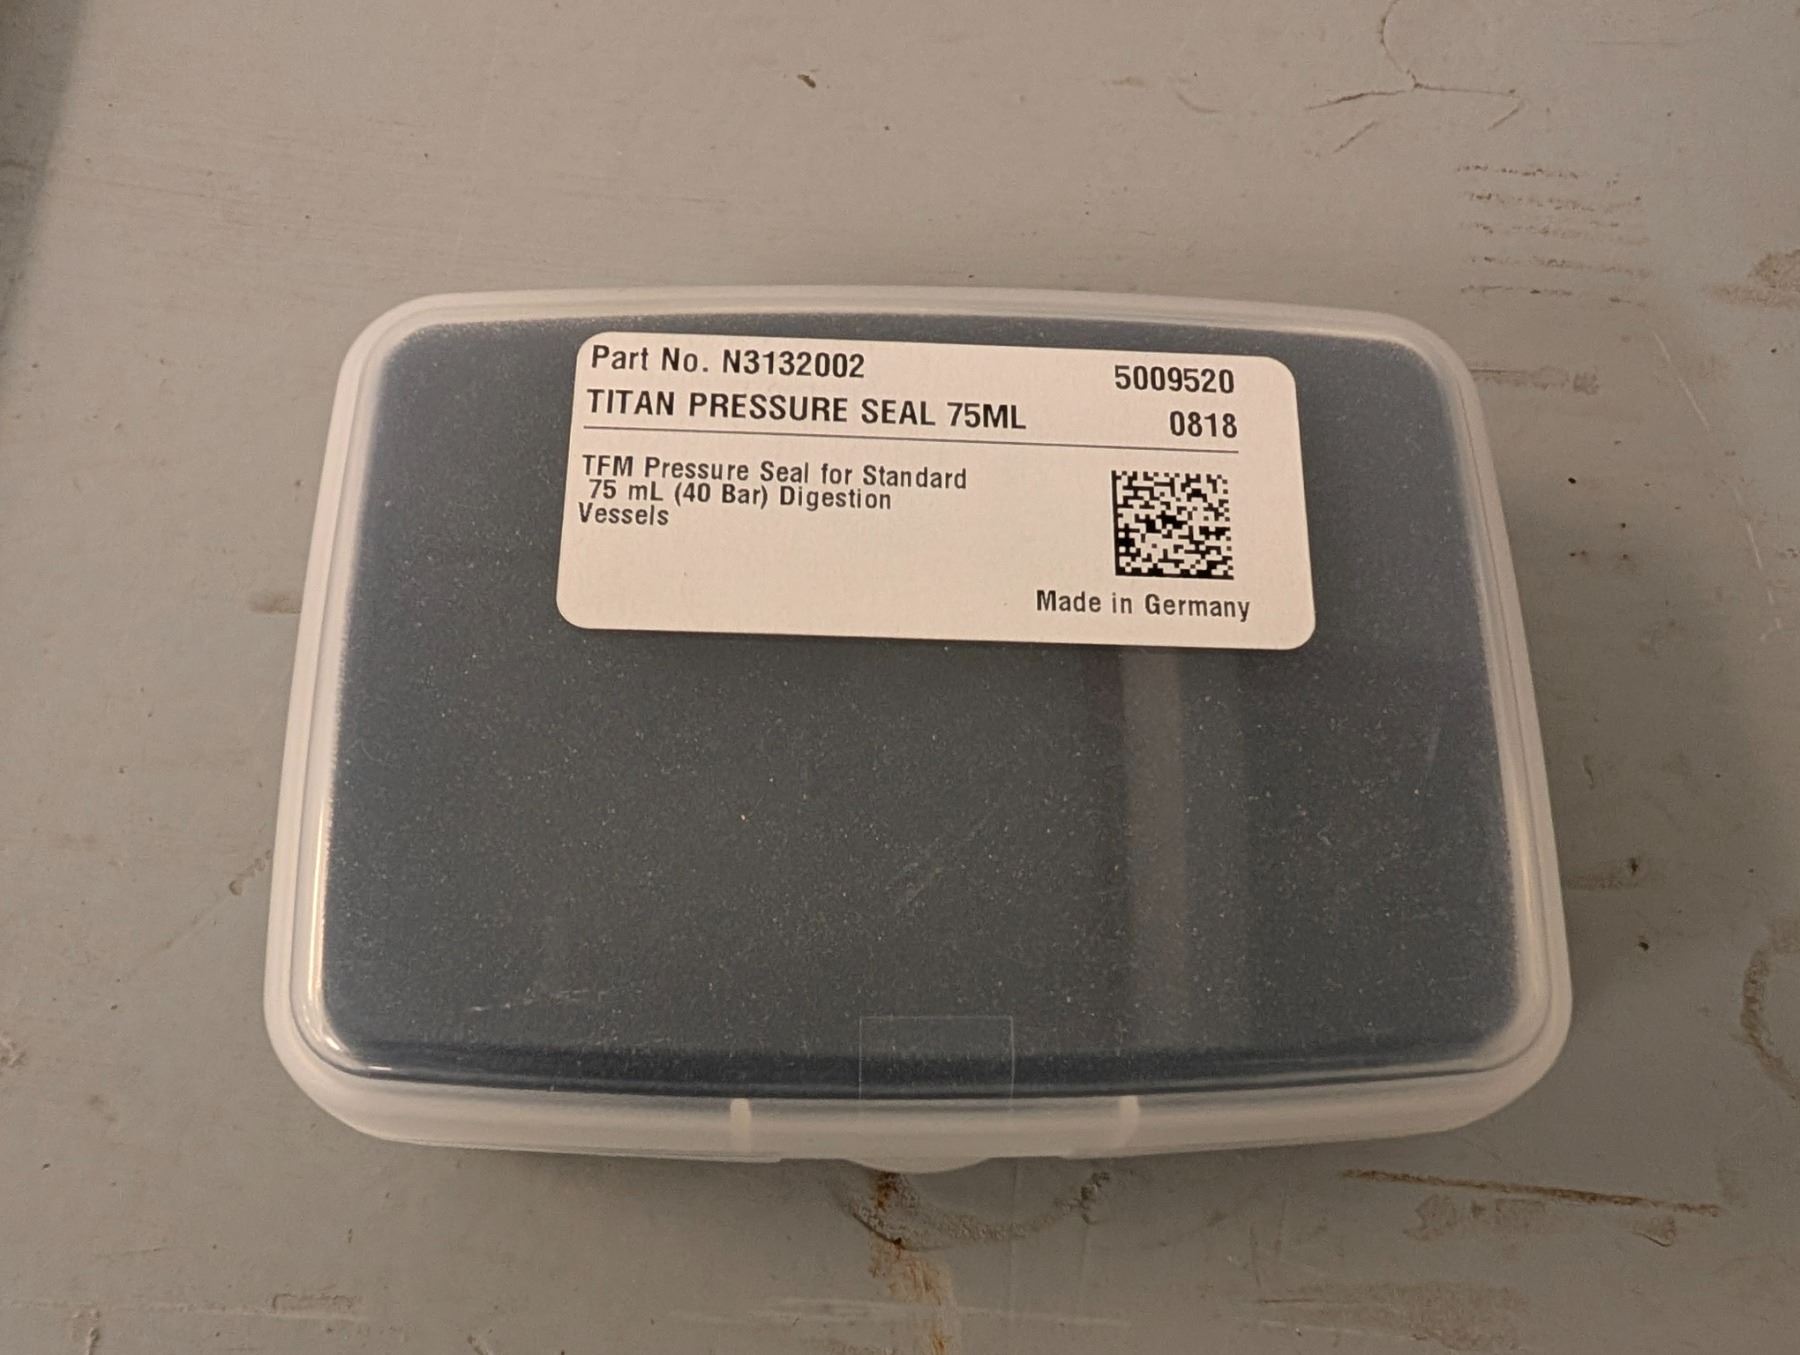 Part No. N3132002 5009520
TITAN PRESSURE SEAL 75ML 0818
TFM Pressure Seal for Standard
75 mL (40 Bar) Digestion
Vessels
Made in Germany